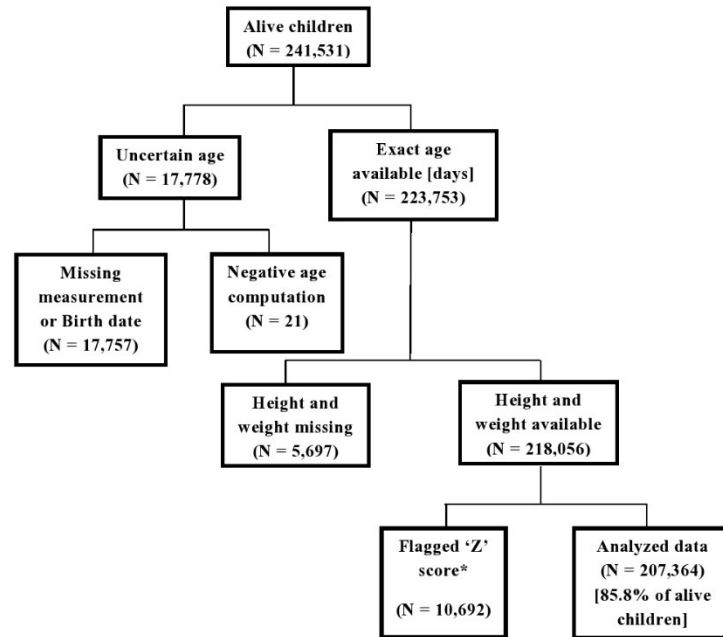 Alive children
(N = 241,531)
Uncertain age
(N = 17,778)
Exact age
available [days]
(N = 223,753)
Missing
measurement
or Birth date
(N = 17,757)
Negative age
computation
(N = 21)
Height and
weight missing
(N = 5,697)
Height and
weight available
(N = 218,056)
Flagged ‘Z’
score*
(N = 10,692)
Analyzed data
(N = 207,364)
[85.8% of alive
children]